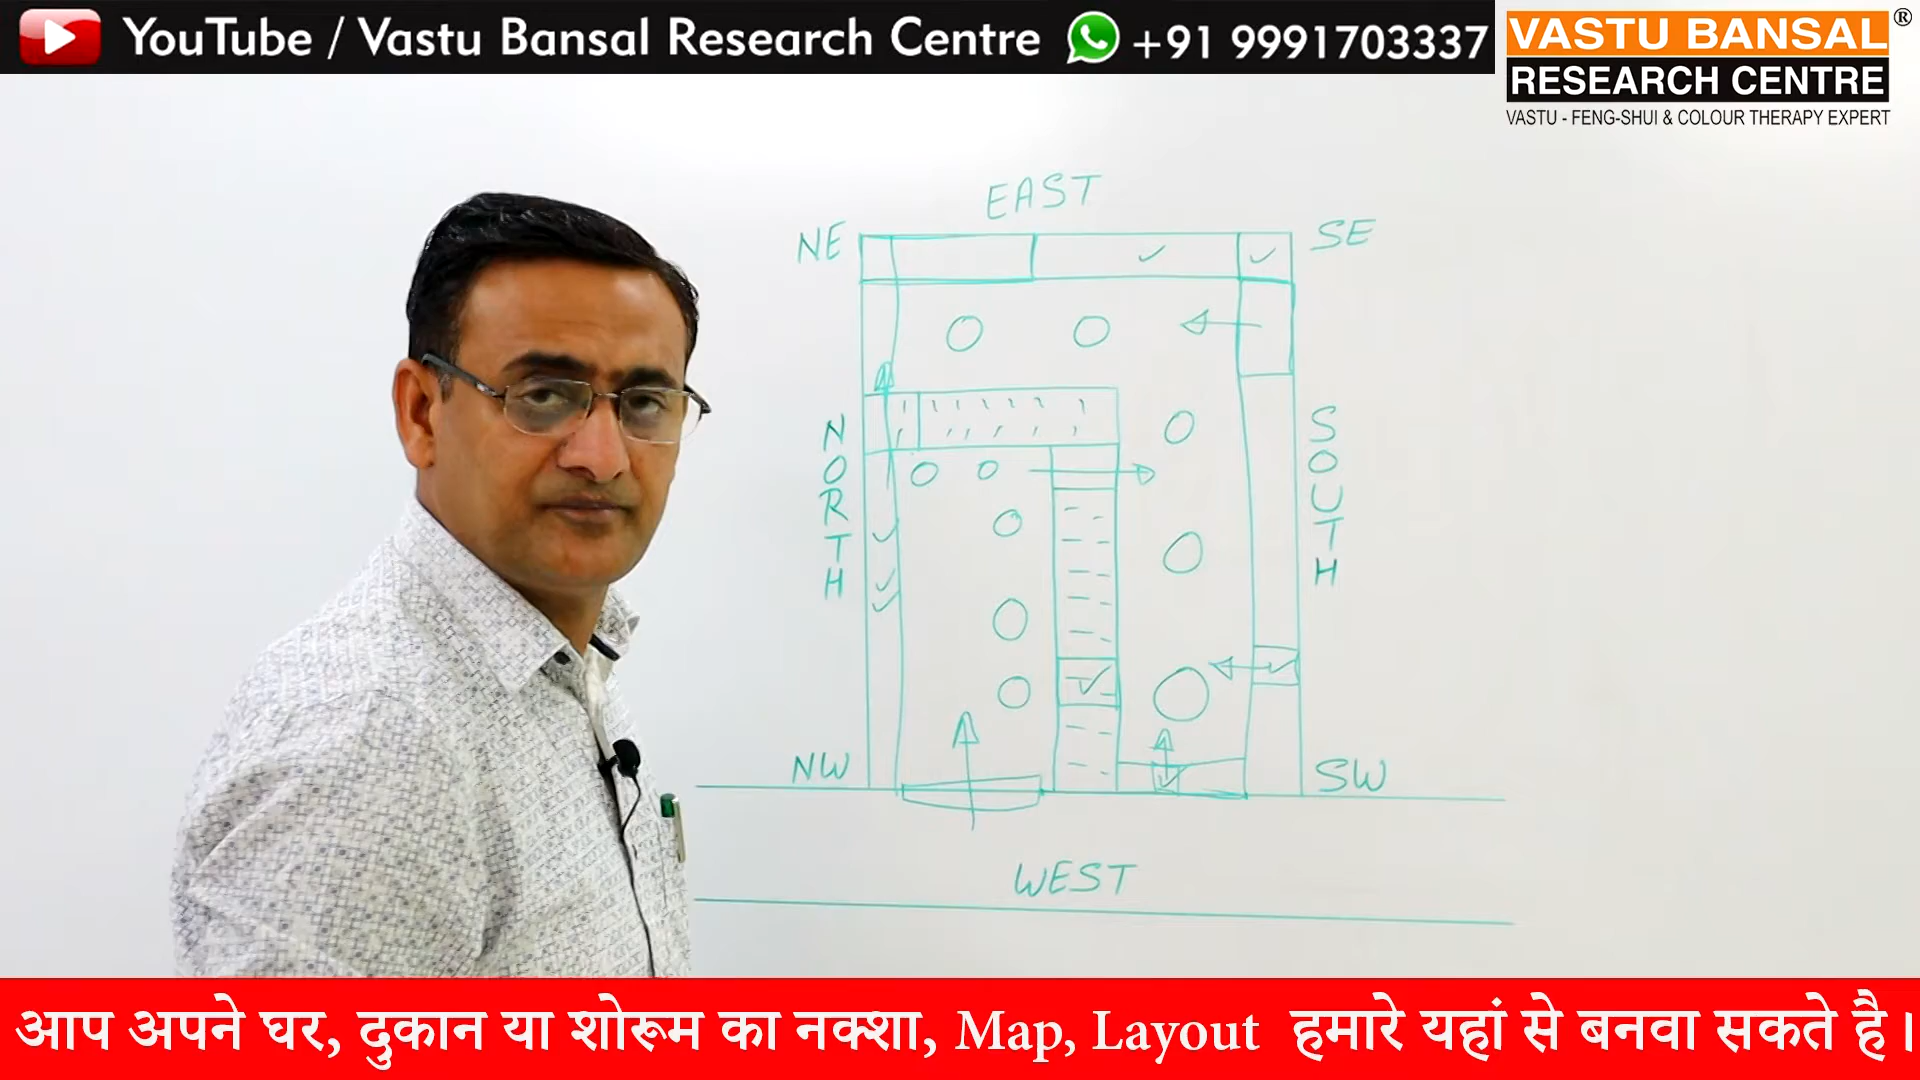 YouTube / Vastu Bansal Research Centre +91 9991703337
VASTU BANSAL ®
RESEARCH CENTRE
VASTU - FENG-SHUI & COLOUR THERAPY EXPERT
EAST
NE
SE
NORTH
SOUTH
NW
SW
WEST
आप अपने घर, दुकान या शोरूम का नक्शा, Map, Layout हमारे यहां से बनवा सकते है।